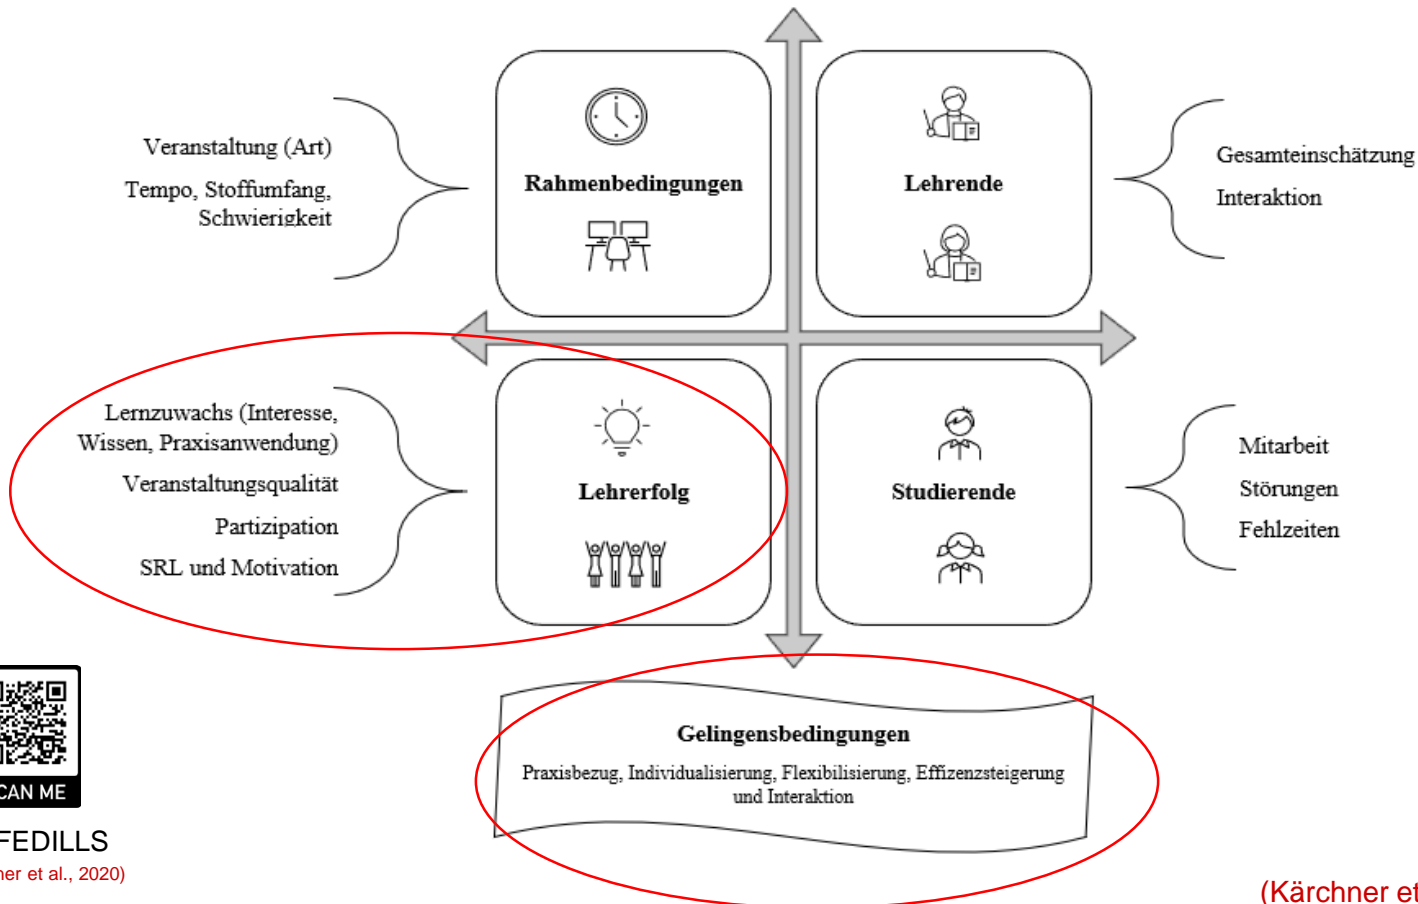 Veranstaltung (Art)
Tempo, Stoffumfang,
Schwierigkeit
Rahmenbedingungen
Lehrende
Gesamteinschätzung
Interaktion
Lernzuwachs (Interesse,
Wissen, Praxisanwendung)
Veranstaltungsqualität
Partizipation
SRL und Motivation
Lehrerfolg
Studierende
Mitarbeit
Störungen
Fehlzeiten
Gelingensbedingungen
Praxisbezug, Individualisierung, Flexibilisierung, Effizenzsteigerung
und Interaktion
CAN ME
FEDILLS
ner et al., 2020)
(Kärchner et